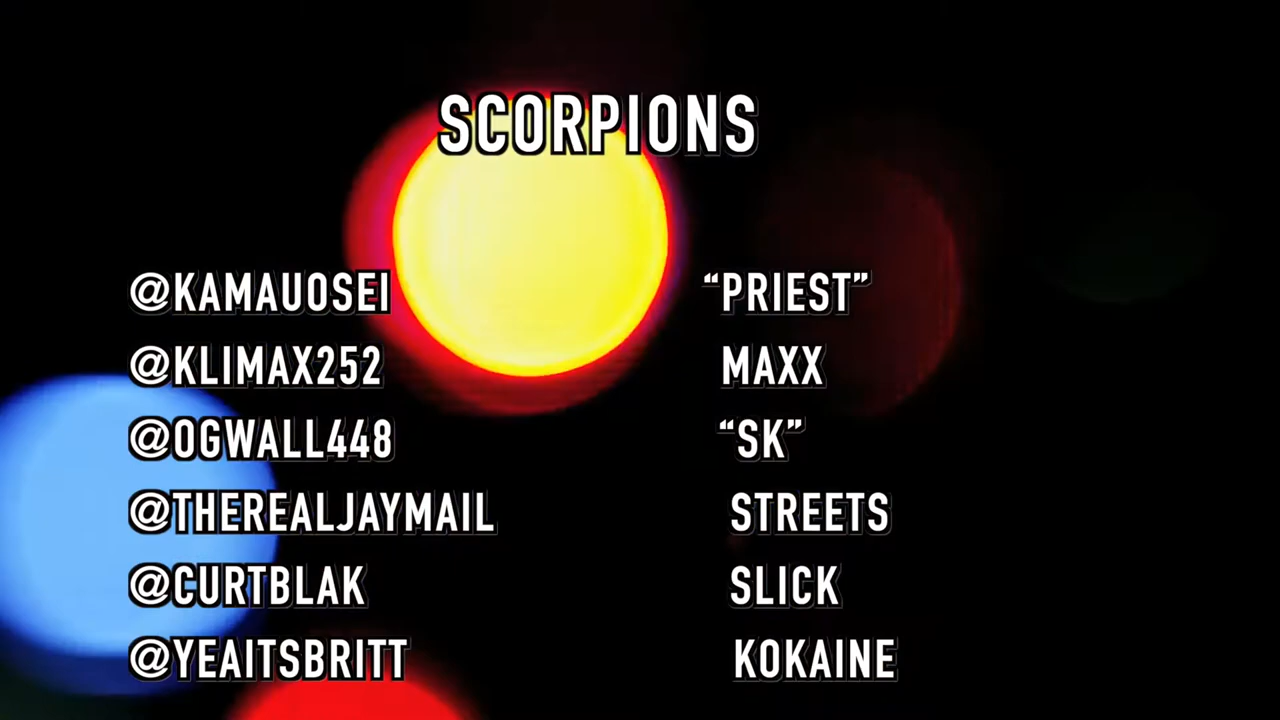 SCORPIONS
@KAMAUOSEI “PRIEST”
@KLIMAX252 MAXX
@OGWALL448 “SK”
@THEREALJAYMAIL STREETS
@CURTBLAK SLICK
@YEAITSBRITT KOKAINE